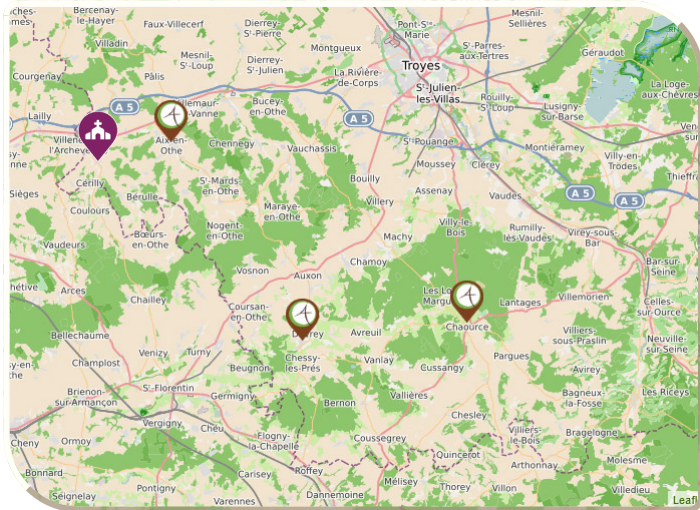 Bercenay-
le-Hayer
Faux-Villecerf
Dierrey-
St-Pierre
Pont-Ste
Marie
Mesnil-
Sellières
Villadin
Mesnil-
St-Loup
Montgueux
St-Parres-
aux-Tertres
Géraudot
Courgenay
Pâlis
Dierrey-
St-Julien
La Rivière-
de-Corps
Troyes
St-Julien-
les-Villas
La Loge-
aux-Chèvres
Lailly
A 5
Bucey-
en-Othe
A 5
Rouilly-
St-Loup
Lusigny-
sur-Barse
Aix-en-
Othe
Chennegy
Vauchassis
St Pouange
Montiéramey
Moussey
Clérey
Villy-en-
Trodes
Cérilly
Bérulle
St-Mards-
en-Othe
Bouilly
Assenay
A 5
A 5
Sièges
Coulours
Maraye-
en-Othe
Villery
Vaudes
Nogent-
en-Othe
Villy-le-
Bois
Rumilly-
lès-Vaudes
Virey-sous-
Bar
Vaudeurs
Bœurs-
en-Othe
Machy
Vosnon
Auxon
Chamoy
Bar-sur-
Seine
Arces
Chailley
Coursan-
en-Othe
Lantages
Villemorien
Celles-
sur-Ource
Chaource
Bellechaume
Avreuil
Villiers-
sous-Praslin
Neuville-
sur-Seine
Venizy
Turny
Chessy-
les-Prés
Vanlay
Pargues
Champlost
Beugnon
Cussangy
Avirey
Brienon-
sur-Armançon
St-Florentin
Germigny
Bernon
Vallières
Bagneux-
la-Fosse
Les Riceys
Vergigny
Chéu
Chesley
Cheny
Ormoy
Flogny-
la-Chapelle
Coussegrey
Villiers-
le-Bois
Bragelogne
Quincerot
Bonnard
Carisey
Roffey
Arthonnay
Molesme
Seignelay
Pontigny
Varennes
Dannemoine
Mélisey
Thorey
Villon
Villedieu
Leafl